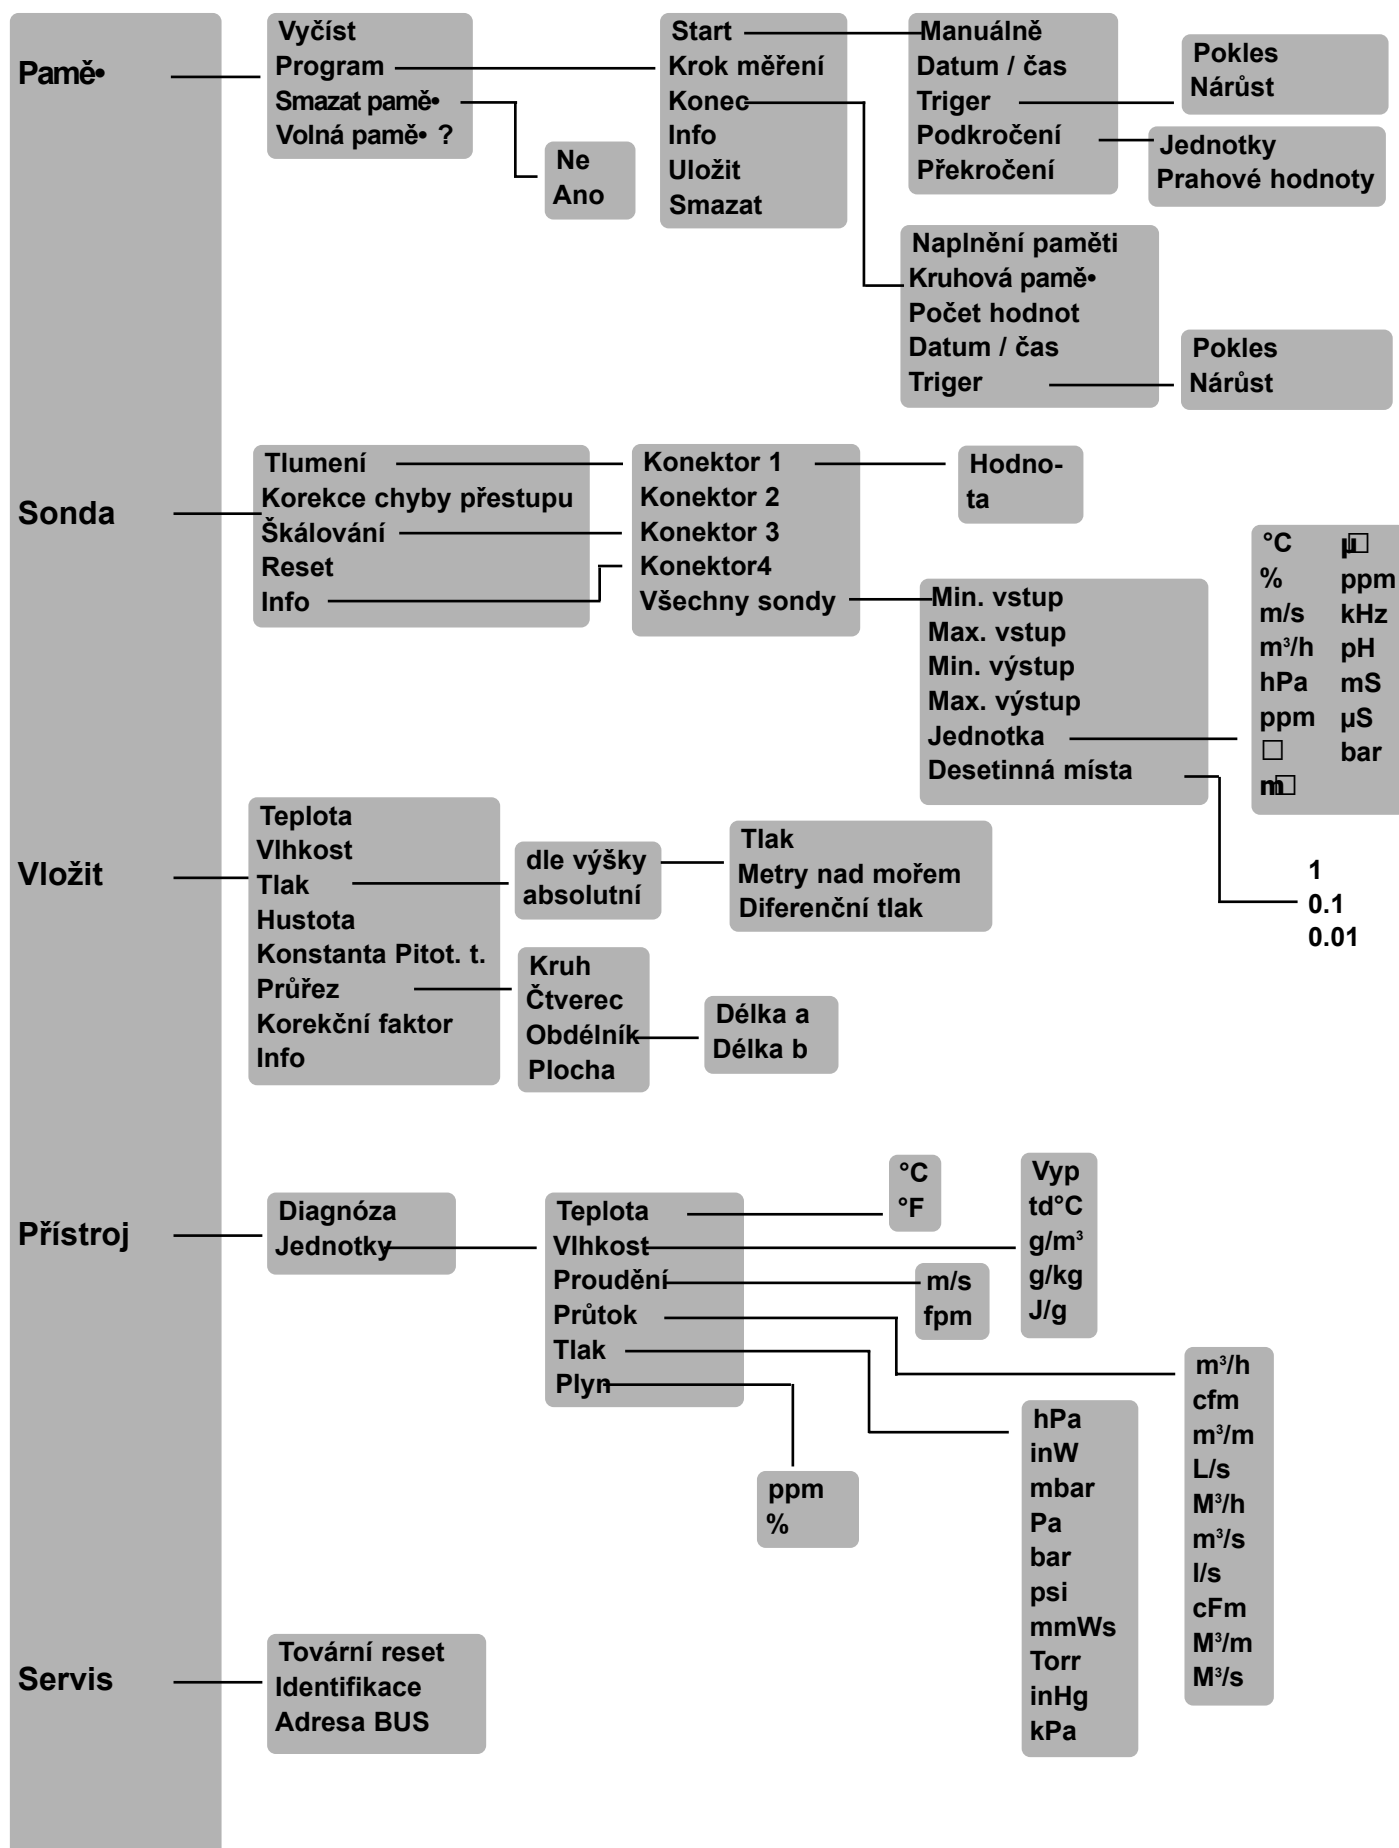 Pamě•
Vyčíst
Program
Smazat pamě•
Volná pamě• ?
Ne
Ano
Start
Krok měření
Konec
Info
Uložit
Smazat
Manuálně
Datum / čas
Triger
Podkročení
Překročení
Pokles
Nárůst
Jednotky
Prahové hodnoty
Naplnění paměti
Kruhová pamě•
Počet hodnot
Datum / čas
Triger
Pokles
Nárůst
Sonda
Tlumení
Korekce chyby přestupu
Škálování
Reset
Info
Konektor 1
Konektor 2
Konektor 3
Konektor4
Všechny sondy
Hodno-
ta
Min. vstup
Max. vstup
Min. výstup
Max. výstup
Jednotka
Desetinná místa
°C
%
m/s
m³/h
hPa
ppm
□
m□
µ□
ppm
kHz
pH
mS
µS
bar
1
0.1
0.01
Vložit
Teplota
Vlhkost
Tlak
Hustota
Konstanta Pitot. t.
Průřez
Korekční faktor
Info
dle výšky
absolutní
Tlak
Metry nad mořem
Diferenční tlak
Kruh
Čtverec
Obdélník
Plocha
Délka a
Délka b
Přístroj
Diagnóza
Jednotky
Teplota
Vlhkost
Proudění
Průtok
Tlak
Plyn
°C
°F
Vyp
td°C
g/m³
g/kg
J/g
m/s
fpm
m³/h
cfm
m³/m
L/s
M³/h
m³/s
l/s
cFm
M³/m
M³/s
hPa
inW
mbar
Pa
bar
psi
mmWs
Torr
inHg
kPa
ppm
%
Servis
Tovární reset
Identifikace
Adresa BUS